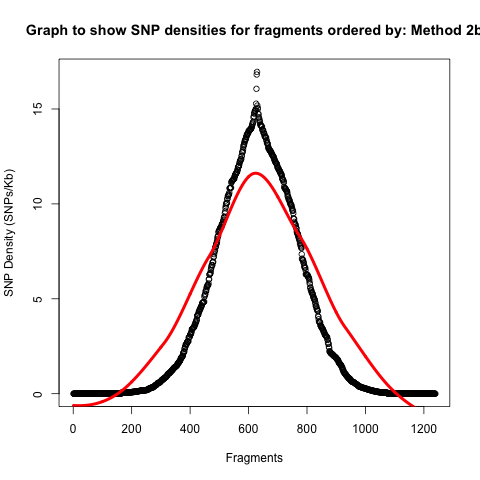 Graph to show SNP densities for fragments ordered by: Method 2b
SNP Density (SNPs/Kb)
15
10
5
0
0 200 400 600 800 1000 1200
Fragments